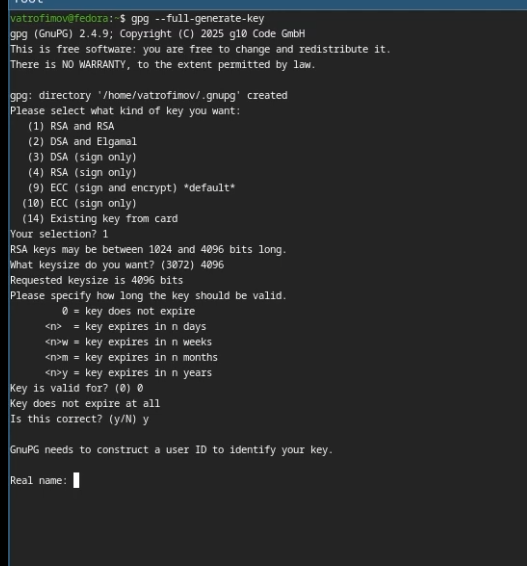 vatrofimov@fedora:~$ gpg --full-generate-key
gpg (GnuPG) 2.4.9; Copyright (C) 2025 g10 Code GmbH
This is free software: you are free to change and redistribute it.
There is NO WARRANTY, to the extent permitted by law.

gpg: directory '/home/vatrofimov/.gnupg' created
Please select what kind of key you want:
   (1) RSA and RSA
   (2) DSA and Elgamal
   (3) DSA (sign only)
   (4) RSA (sign only)
   (9) ECC (sign and encrypt) *default*
  (10) ECC (sign only)
  (14) Existing key from card
Your selection? 1
RSA keys may be between 1024 and 4096 bits long.
What keysize do you want? (3072) 4096
Requested keysize is 4096 bits
Please specify how long the key should be valid.
         0 = key does not expire
      <n>  = key expires in n days
      <n>w = key expires in n weeks
      <n>m = key expires in n months
      <n>y = key expires in n years
Key is valid for? (0) 0
Key does not expire at all
Is this correct? (y/N) y

GnuPG needs to construct a user ID to identify your key.

Real name: